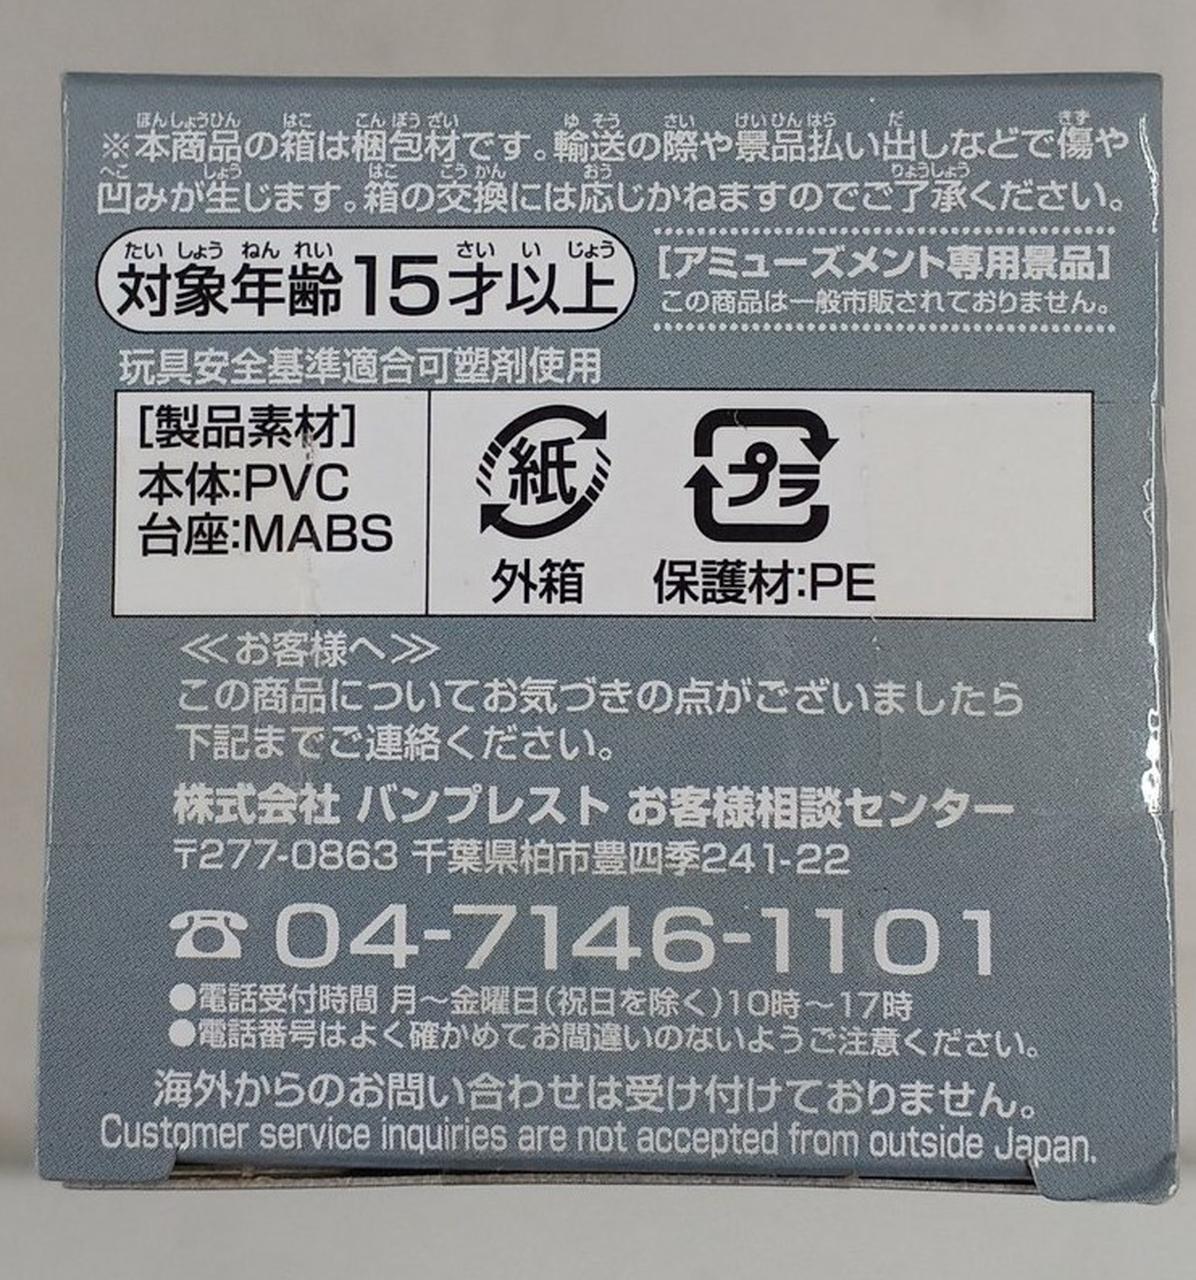 ※本商品の箱は梱包材です。輸送の際や景品払い出しなどで傷や
凹みが生じます。箱の交換には応じかねますのでご了承ください。
対象年齢15才以上
[アミューズメント専用景品]
この商品は一般市販されておりません。
玩具安全基準適合可塑剤使用
[製品素材]
本体:PVC
台座:MABS
紙
外箱
プラ
保護材:PE
≪お客様へ≫
この商品についてお気づきの点がございましたら
下記までご連絡ください。
株式会社 バンプレスト お客様相談センター
〒277-0863 千葉県柏市豊四季241-22
☎04-7146-1101
●電話受付時間 月〜金曜日(祝日を除く)10時〜17時
●電話番号はよく確かめてお間違いのないようご注意ください。
海外からのお問い合わせは受け付けておりません。
Customer service inquiries are not accepted from outside Japan.